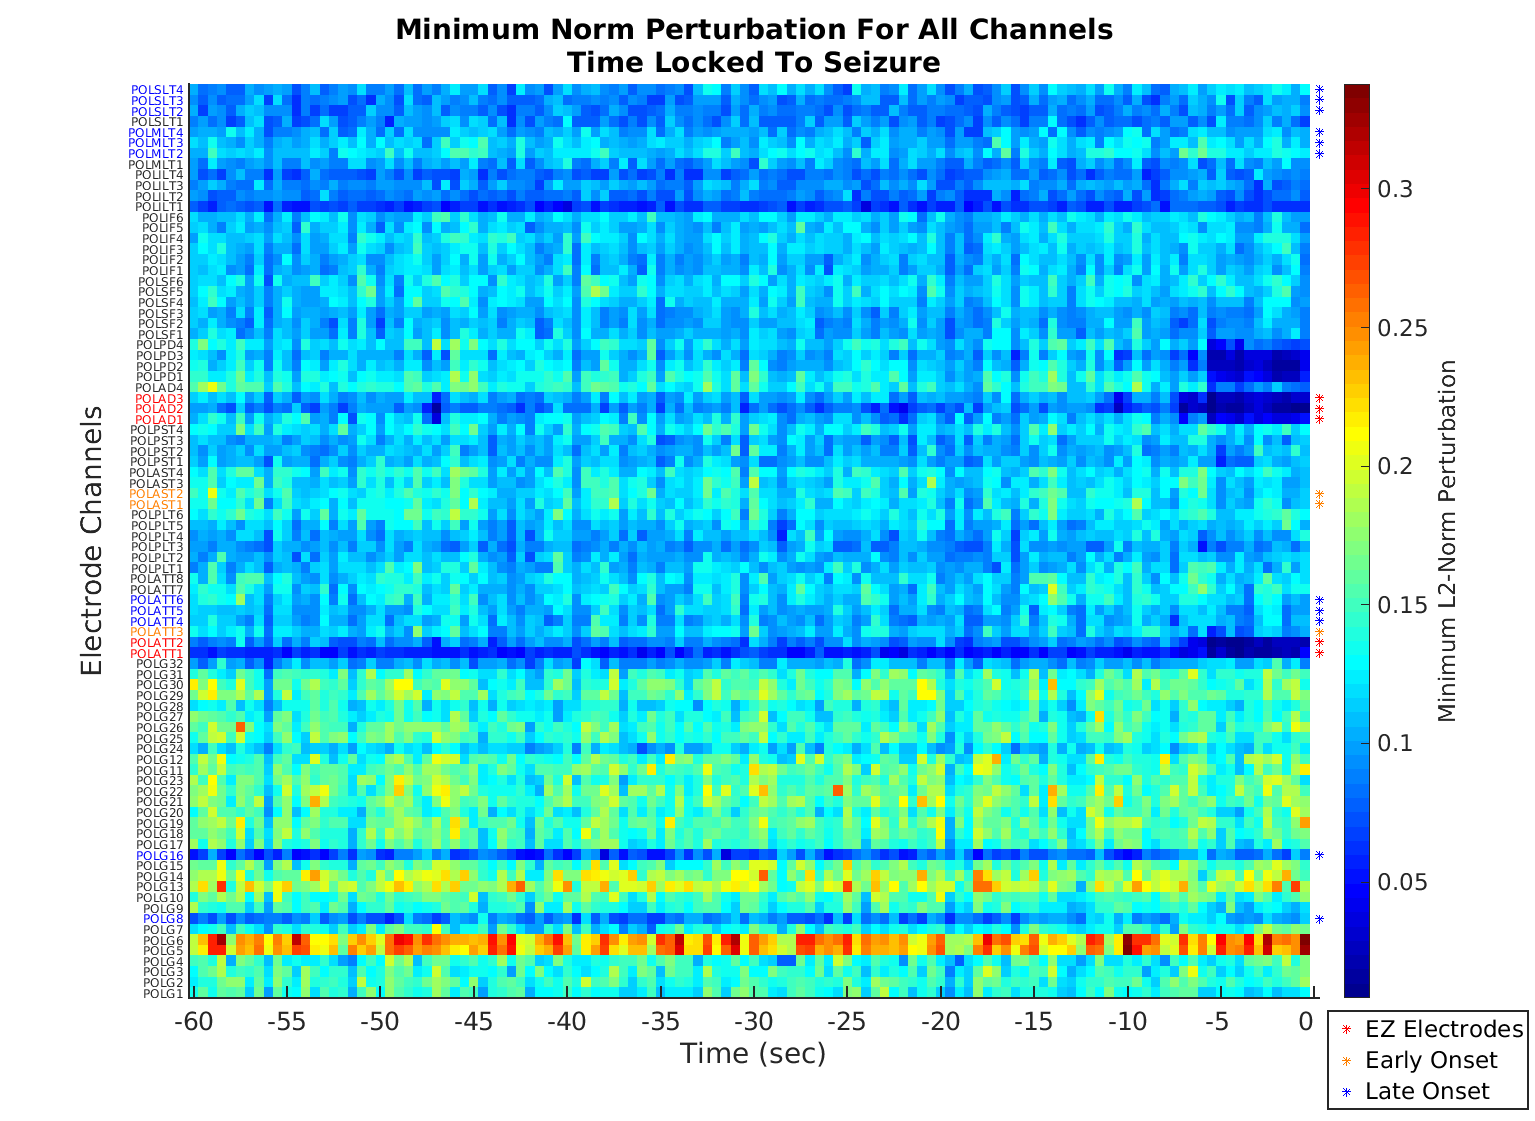 Minimum Norm Perturbation For All Channels
Time Locked To Seizure
Electrode Channels
POLSLT4
POLSLT3
POLSLT2
POLSLT1
POLMLT4
POLMLT3
POLMLT2
POLMLT1
POLILT4
POLILT3
POLILT2
POLILT1
POLIF6
POLIF5
POLIF4
POLIF3
POLIF2
POLIF1
POLSF6
POLSF5
POLSF4
POLSF3
POLSF2
POLSF1
POLPD4
POLPD3
POLPD2
POLPD1
POLAD4
POLAD3
POLAD2
POLAD1
POLPST4
POLPST3
POLPST2
POLPST1
POLAST4
POLAST3
POLAST2
POLAST1
POLPLT6
POLPLT5
POLPLT4
POLPLT3
POLPLT2
POLPLT1
POLATT8
POLATT7
POLATT6
POLATT5
POLATT4
POLATT3
POLATT2
POLATT1
POLG32
POLG31
POLG30
POLG29
POLG28
POLG27
POLG26
POLG25
POLG24
POLG12
POLG11
POLG23
POLG22
POLG21
POLG20
POLG19
POLG18
POLG17
POLG16
POLG15
POLG14
POLG13
POLG10
POLG9
POLG8
POLG7
POLG6
POLG5
POLG4
POLG3
POLG2
POLG1
-60 -55 -50 -45 -40 -35 -30 -25 -20 -15 -10 -5 0
Time (sec)
0.3
0.25
0.2
0.15
0.1
0.05
Minimum L2-Norm Perturbation
EZ Electrodes
Early Onset
Late Onset